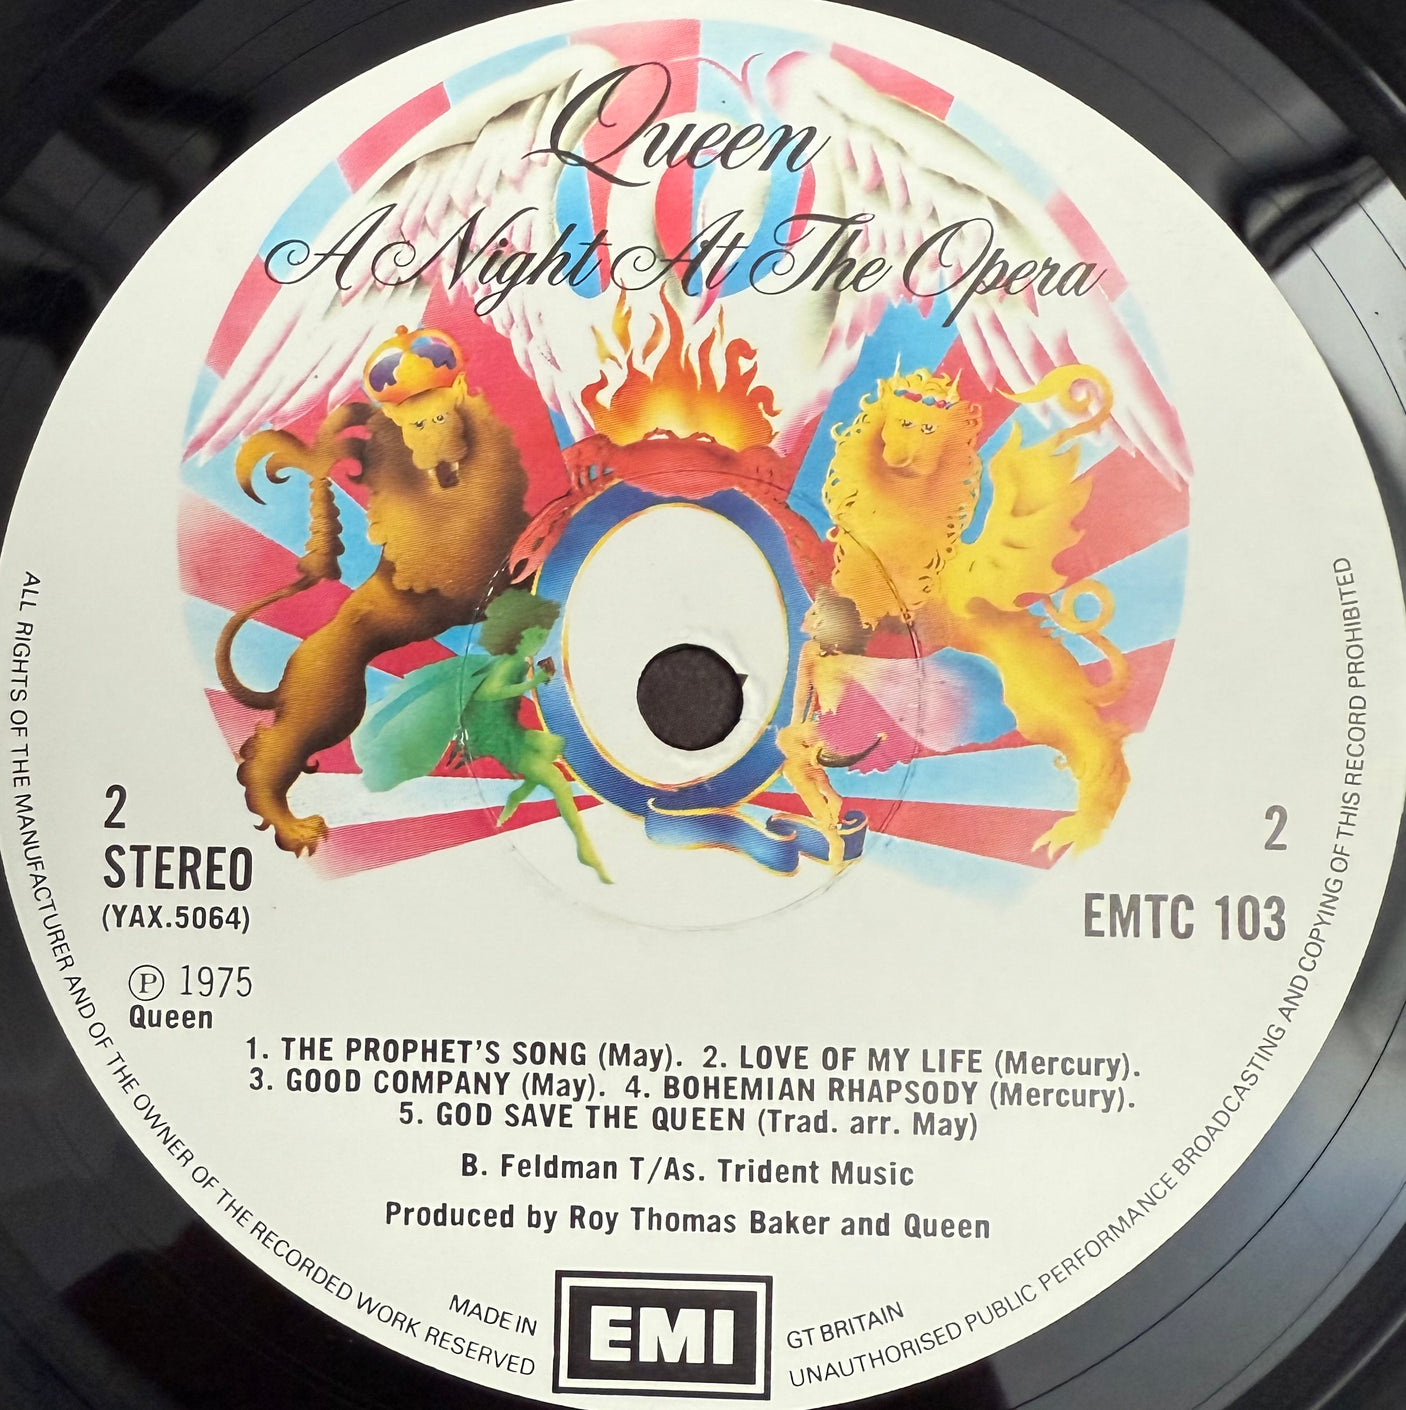 Queen
A Night At The Opera
2
STEREO
(YAX.5064)
Ⓟ 1975
Queen
2
EMTC 103
1. THE PROPHET'S SONG (May). 2. LOVE OF MY LIFE (Mercury).
3. GOOD COMPANY (May). 4. BOHEMIAN RHAPSODY (Mercury).
5. GOD SAVE THE QUEEN (Trad. arr. May)
B. Feldman T/As. Trident Music
Produced by Roy Thomas Baker and Queen
MADE IN
EMI
GT BRITAIN
ALL RIGHTS OF THE MANUFACTURER AND OF THE OWNER OF THE RECORDED WORK RESERVED
UNAUTHORISED PUBLIC PERFORMANCE BROADCASTING AND COPYING OF THIS RECORD PROHIBITED